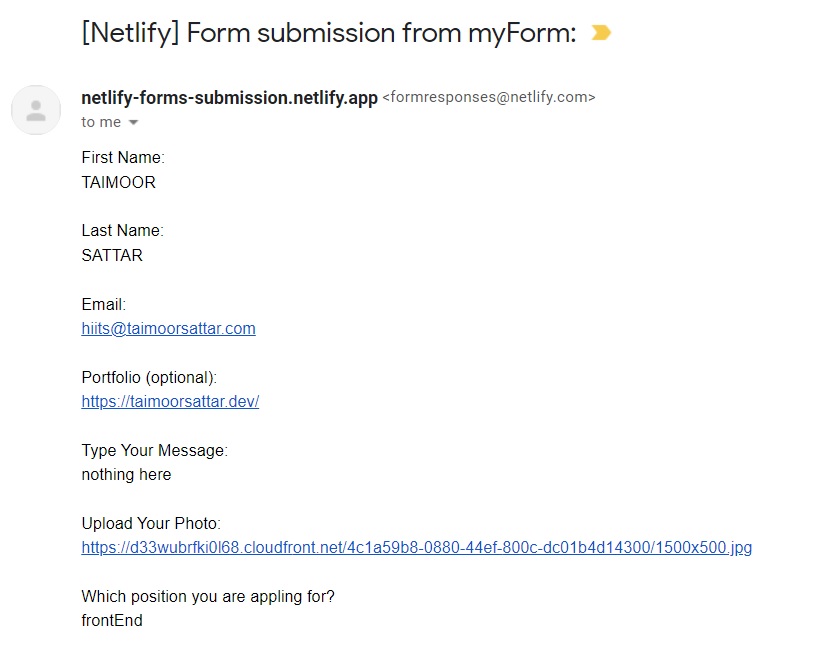 [Netlify] Form submission from myForm:
netlify-forms-submission.netlify.app <formresponses@netlify.com>
to me
First Name:
TAIMOOR
Last Name:
SATTAR
Email:
hiits@taimoorsattar.com
Portfolio (optional):
https://taimoorsattar.dev/
Type Your Message:
nothing here
Upload Your Photo:
https://d33wubrfki0l68.cloudfront.net/4c1a59b8-0880-44ef-800c-dc01b4d14300/1500x500.jpg
Which position you are appling for?
frontEnd